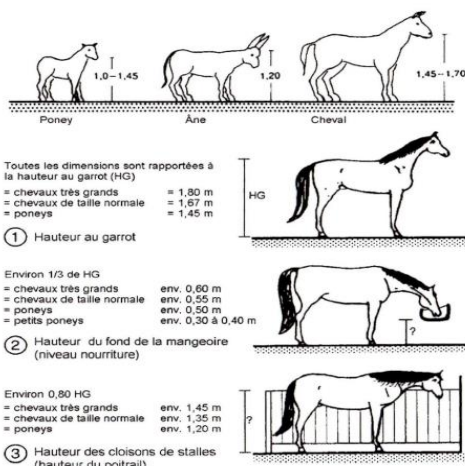 1,0–1,45
1,20
1,45–1,70
Poney
Âne
Cheval
Toutes les dimensions sont rapportées à
la hauteur au garrot (HG)
= chevaux très grands = 1,80 m
= chevaux de taille normale = 1,67 m
= poneys = 1,45 m
HG
1 Hauteur au garrot
Environ 1/3 de HG
= chevaux très grands env. 0,60 m
= chevaux de taille normale env. 0,55 m
= poneys env. 0,50 m
= petits poneys env. 0,30 à 0,40 m
?
2 Hauteur du fond de la mangeoire
(niveau nourriture)
Environ 0,80 HG
= chevaux très grands env. 1,45 m
= chevaux de taille normale env. 1,35 m
= poneys env. 1,20 m
?
3 Hauteur des cloisons de stalles
(hauteur du poitrail)